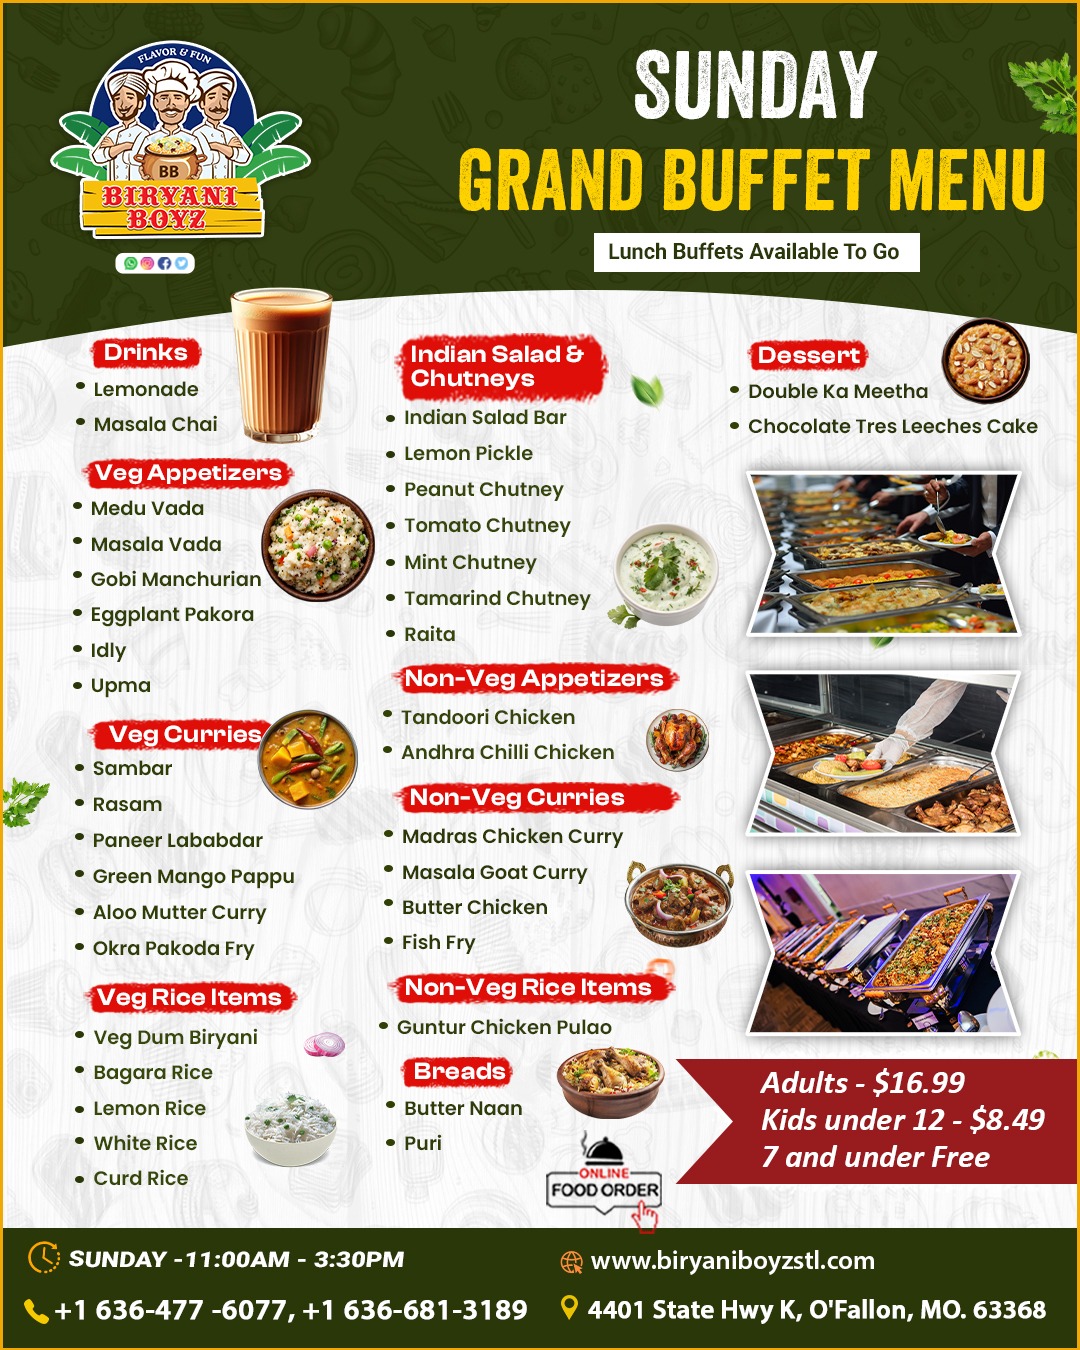 FLAVOR & FUN
BB
BIRYANI
BOYZ
SUNDAY
GRAND BUFFET MENU
Lunch Buffets Available To Go
Drinks
Lemonade
Masala Chai
Veg Appetizers
Medu Vada
Masala Vada
Gobi Manchurian
Eggplant Pakora
Idly
Upma
Veg Curries
Sambar
Rasam
Paneer Lababdar
Green Mango Pappu
Aloo Mutter Curry
Okra Pakoda Fry
Veg Rice Items
Veg Dum Biryani
Bagara Rice
Lemon Rice
White Rice
Curd Rice
Indian Salad &
Chutneys
Indian Salad Bar
Lemon Pickle
Peanut Chutney
Tomato Chutney
Mint Chutney
Tamarind Chutney
Raita
Non-Veg Appetizers
Tandoori Chicken
Andhra Chilli Chicken
Non-Veg Curries
Madras Chicken Curry
Masala Goat Curry
Butter Chicken
Fish Fry
Non-Veg Rice Items
Guntur Chicken Pulao
Breads
Butter Naan
Puri
ONLINE
FOOD ORDER
Dessert
Double Ka Meetha
Chocolate Tres Leeches Cake
Adults - $16.99
Kids under 12 - $8.49
7 and under Free
SUNDAY -11:00AM - 3:30PM
+1 636-477 -6077, +1 636-681-3189
www.biryaniboyzstl.com
4401 State Hwy K, O'Fallon, MO. 63368